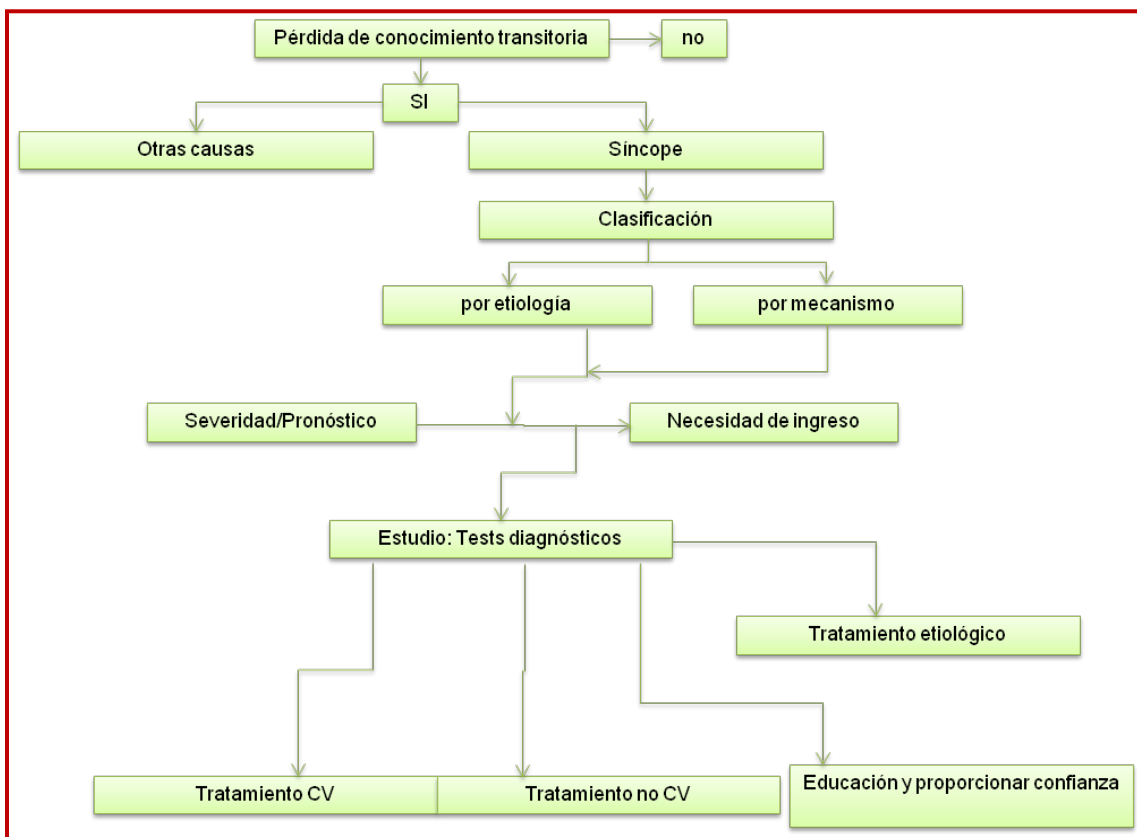 Pérdida de conocimiento transitoria
no
SI
Otras causas
Síncope
Clasificación
por etiología
por mecanismo
Severidad/Pronóstico
Necesidad de ingreso
Estudio: Tests diagnósticos
Tratamiento etiológico
Tratamiento CV
Tratamiento no CV
Educación y proporcionar confianza